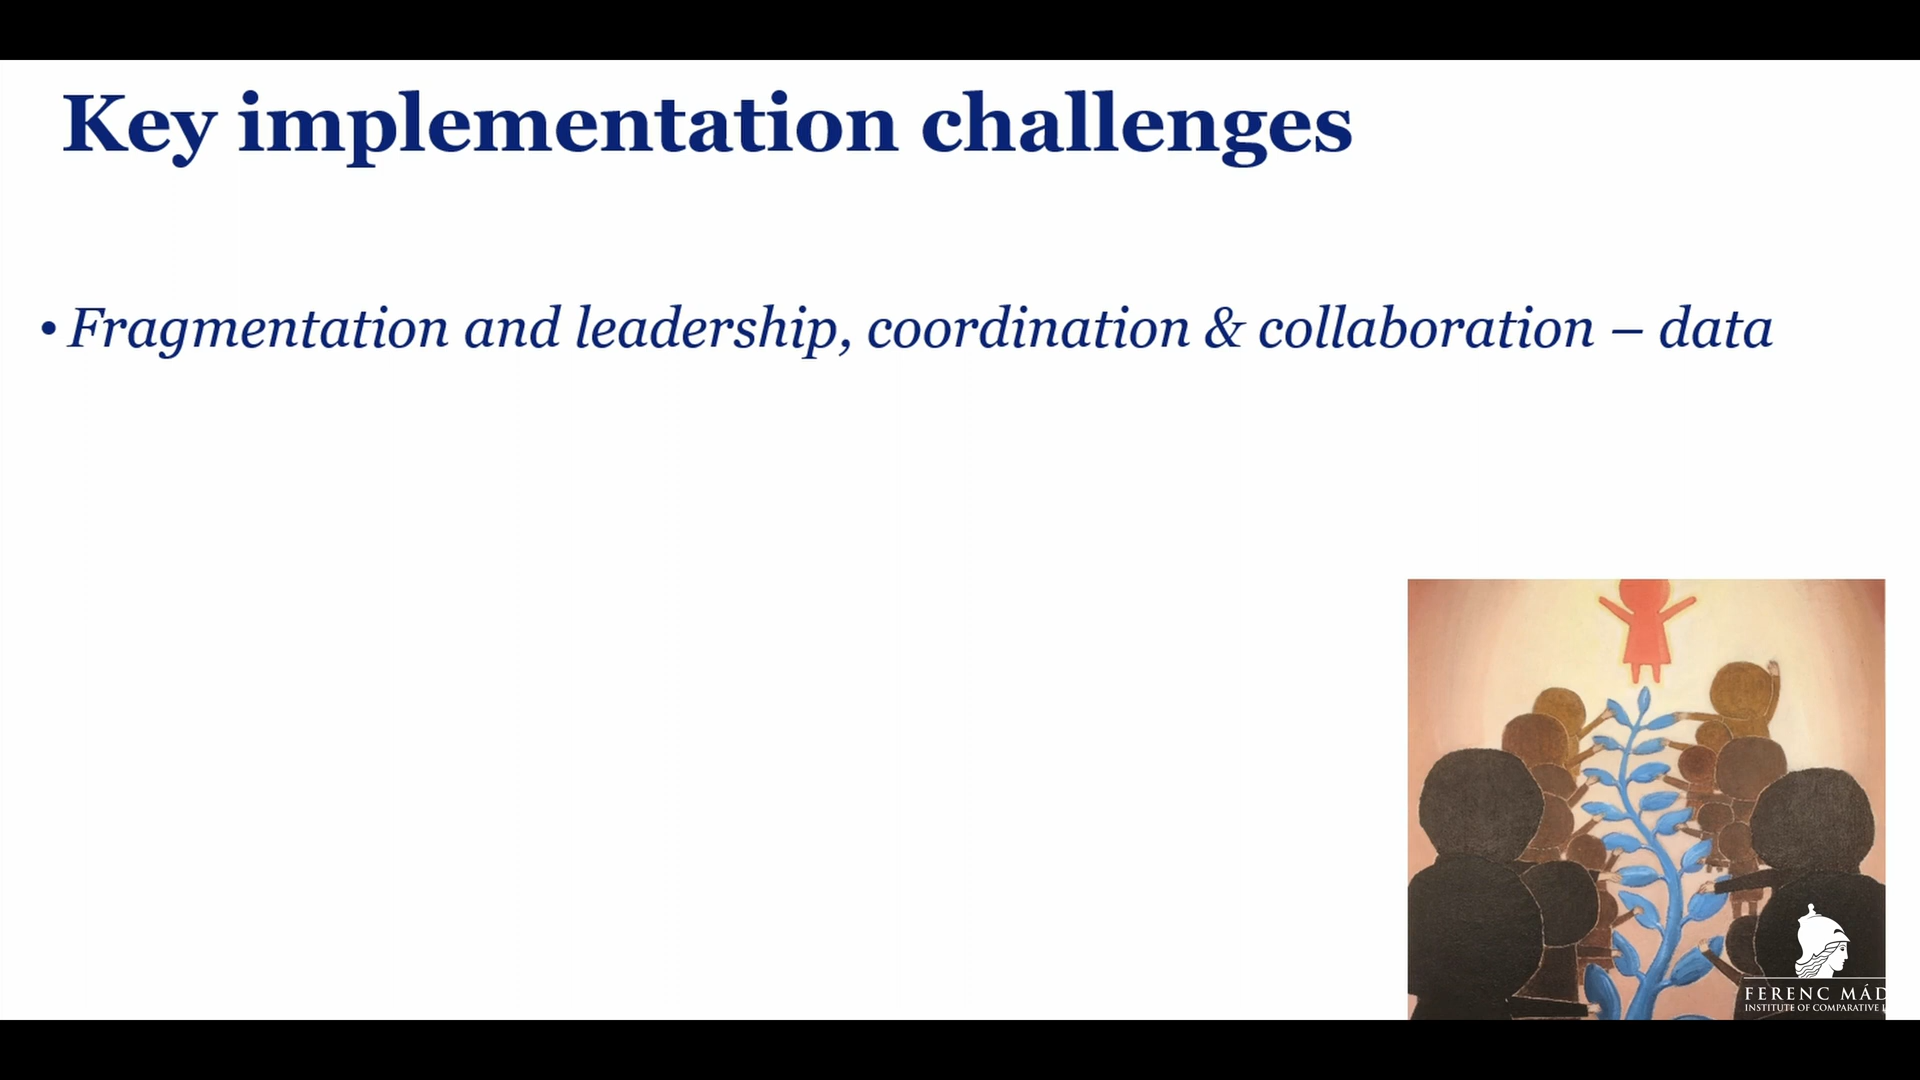 Key implementation challenges
• Fragmentation and leadership, coordination & collaboration – data
FERENC MÁD
INSTITUTE OF COMPARATIVE